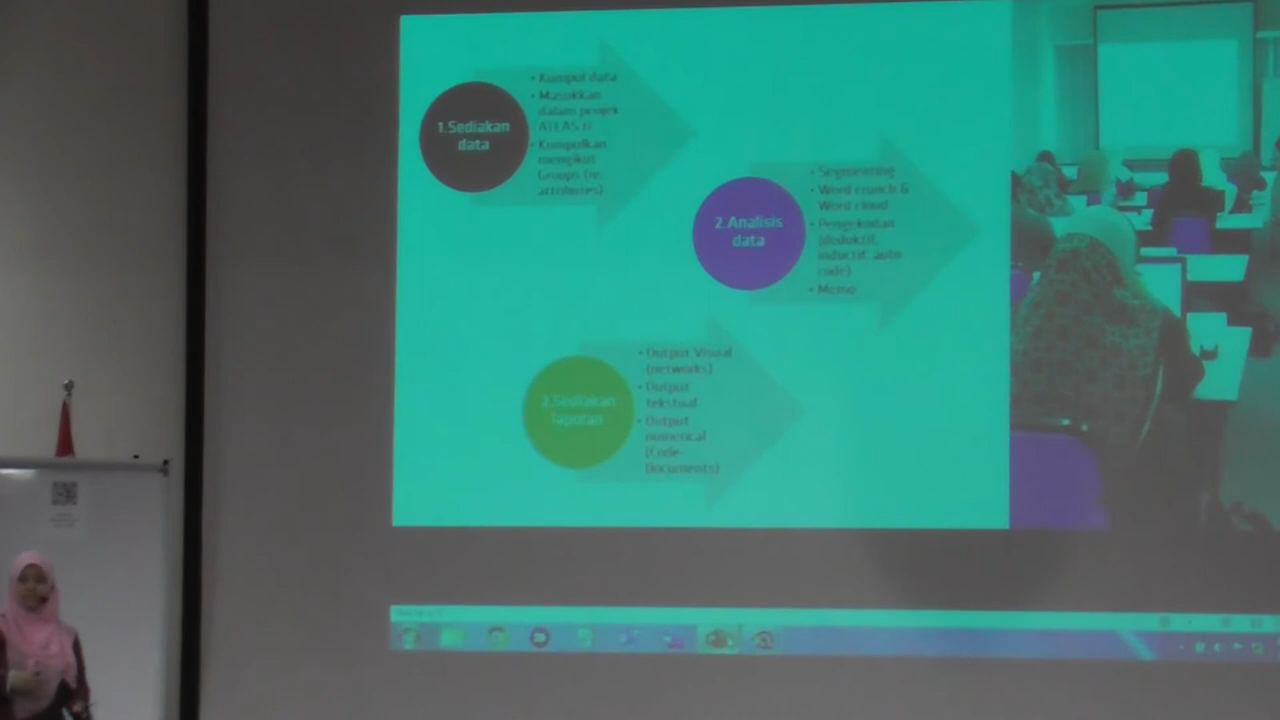 1.Sediakan
data
• Kumpul data
• Masukkan
dalam projek
ATLAS.ti
• Kumpulkan
mengikut
Groups (ie.
attributes)
2.Analisis
data
• Segmenting
• Word crunch &
Word cloud
• Pengekodan
(deduktif,
induktif, auto
code)
• Memo
3.Sediakan
laporan
• Output Visual
(networks)
• Output
tekstual
• Output
numerical
(Code-
Documents)